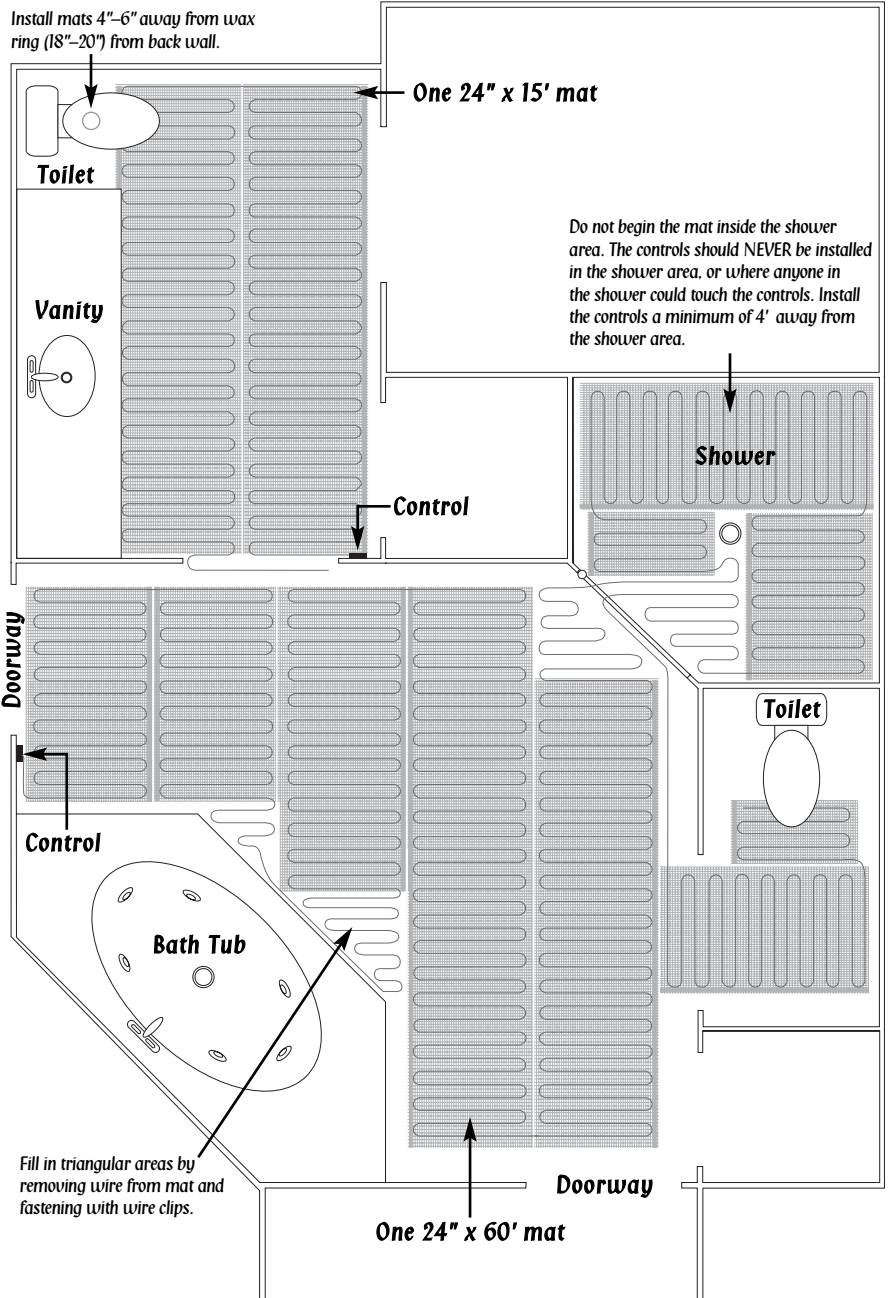 Install mats 4"–6" away from wax
ring (18"–20") from back wall.
One 24" x 15' mat
Toilet
Do not begin the mat inside the shower
area. The controls should NEVER be installed
in the shower area, or where anyone in
the shower could touch the controls. Install
the controls a minimum of 4' away from
the shower area.
Vanity
Shower
Control
Doorway
Toilet
Control
Bath Tub
Fill in triangular areas by
removing wire from mat and
fastening with wire clips.
Doorway
One 24" x 60' mat